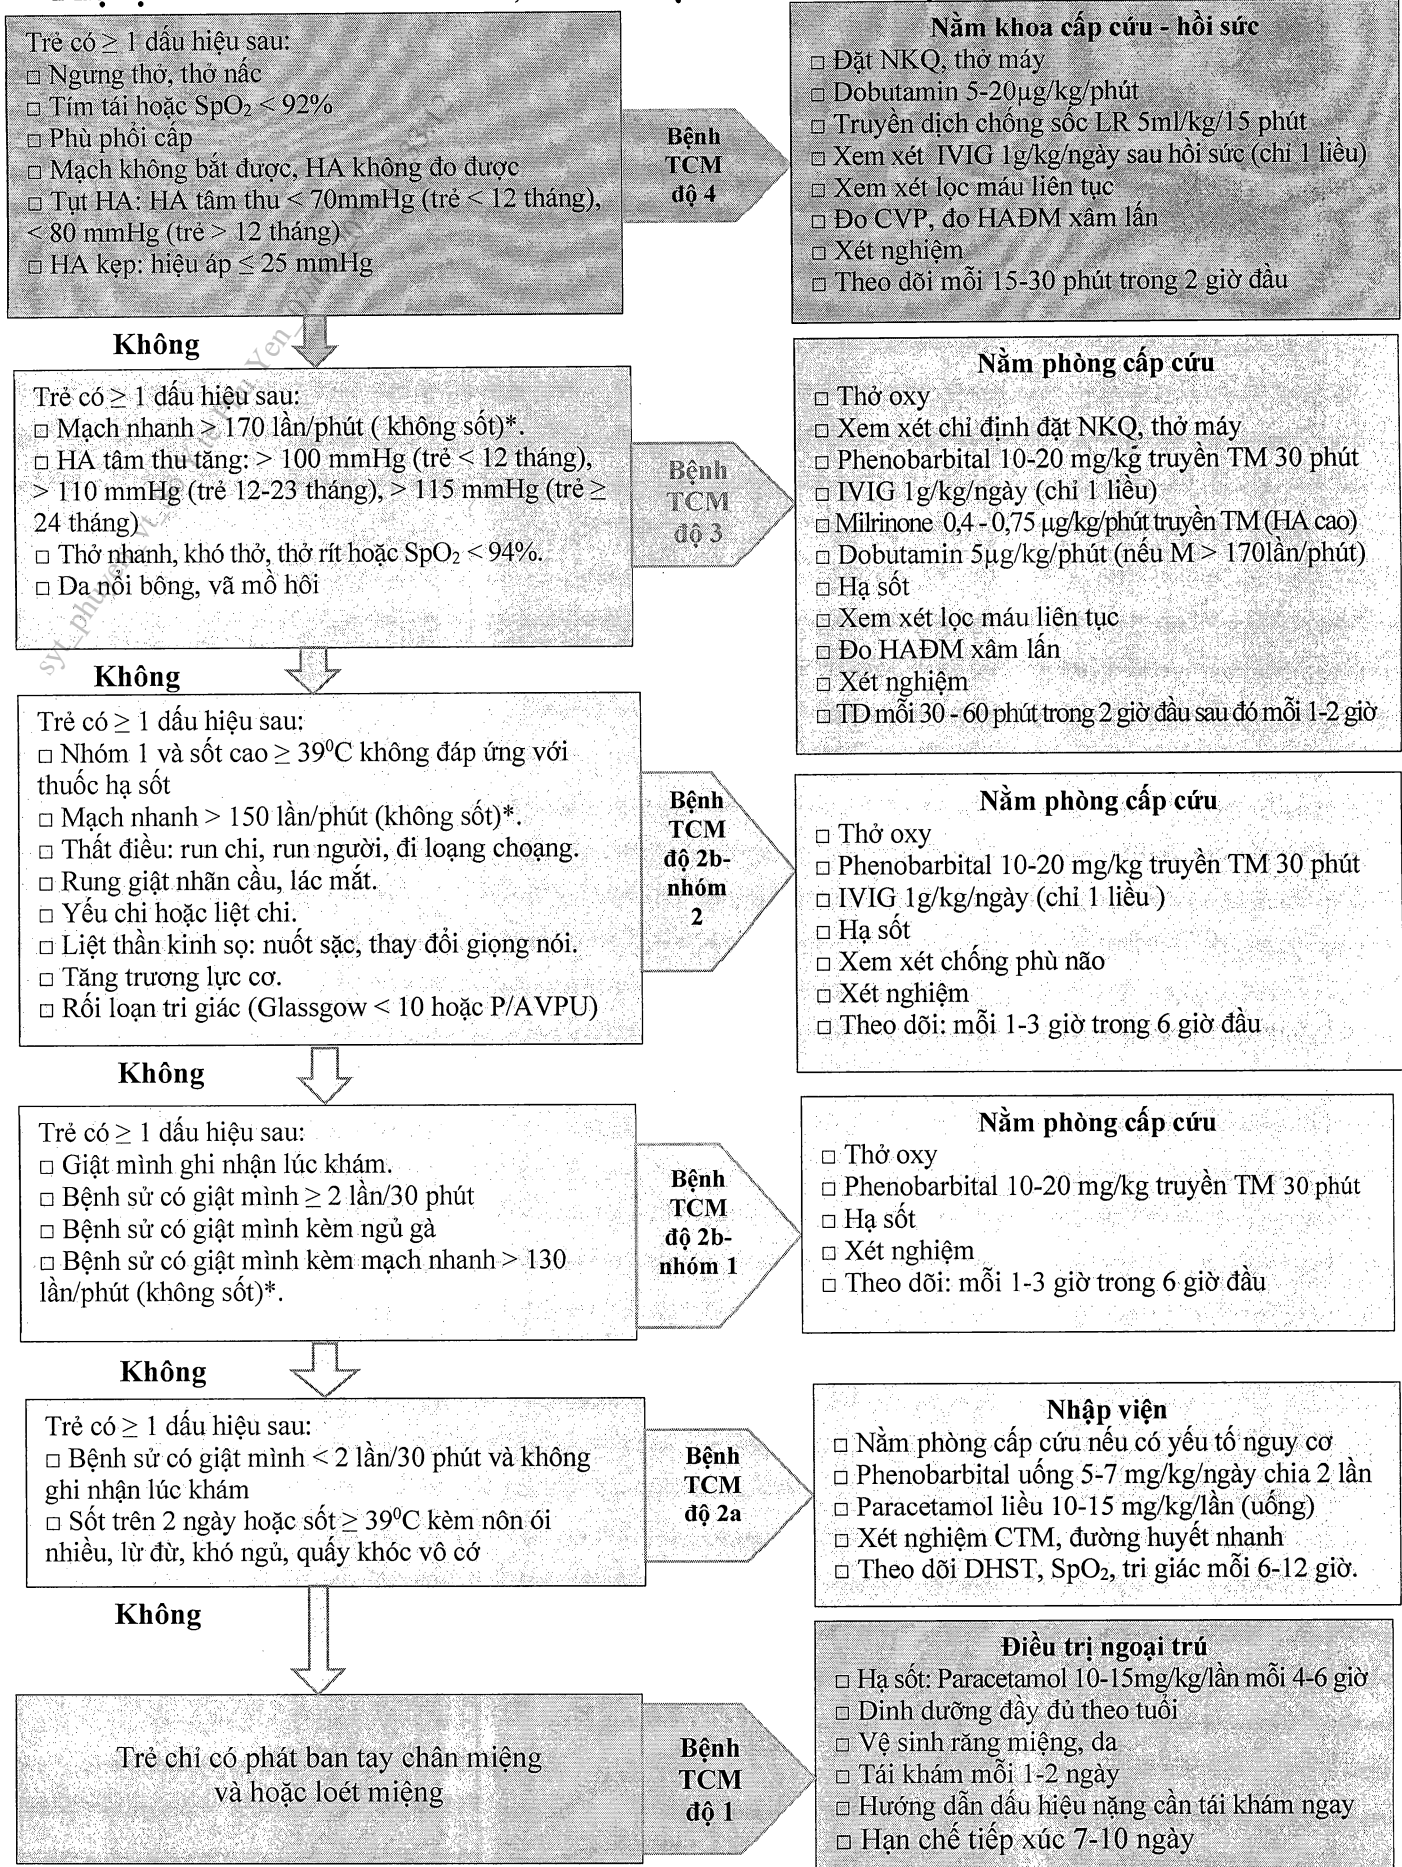 Trẻ có ≥ 1 dấu hiệu sau:
□ Ngưng thở, thở nấc
□ Tím tái hoặc SpO₂ < 92%
□ Phù phổi cấp
□ Mạch không bắt được, HA không đo được
□ Tụt HA: HA tâm thu < 70mmHg (trẻ < 12 tháng),
< 80 mmHg (trẻ > 12 tháng)
□ HA kẹp: hiệu áp ≤ 25 mmHg
Bệnh
TCM
độ 4
Nằm khoa cấp cứu - hồi sức
□ Đặt NKQ, thở máy
□ Dobutamin 5-20µg/kg/phút
□ Truyền dịch chống sốc LR 5ml/kg/15 phút
□ Xem xét IVIG 1g/kg/ngày sau hồi sức (chỉ 1 liều)
□ Xem xét lọc máu liên tục
□ Đo CVP, đo HAĐM xâm lấn
□ Xét nghiệm
□ Theo dõi mỗi 15-30 phút trong 2 giờ đầu
Không
Trẻ có ≥ 1 dấu hiệu sau:
□ Mạch nhanh > 170 lần/phút ( không sốt)*.
□ HA tâm thu tăng: > 100 mmHg (trẻ < 12 tháng),
> 110 mmHg (trẻ 12-23 tháng), > 115 mmHg (trẻ ≥
24 tháng)
□ Thở nhanh, khó thở, thở rít hoặc SpO₂ < 94%.
□ Da nổi bông, vã mồ hôi
Bệnh
TCM
độ 3
Nằm phòng cấp cứu
□ Thở oxy
□ Xem xét chỉ định đặt NKQ, thở máy
□ Phenobarbital 10-20 mg/kg truyền TM 30 phút
□ IVIG 1g/kg/ngày (chỉ 1 liều)
□ Milrinone 0,4 - 0,75 µg/kg/phút truyền TM (HA cao)
□ Dobutamin 5µg/kg/phút (nếu M > 170lần/phút)
□ Hạ sốt
□ Xem xét lọc máu liên tục
□ Đo HAĐM xâm lấn
□ Xét nghiệm
□ TD mỗi 30 - 60 phút trong 2 giờ đầu sau đó mỗi 1-2 giờ
Không
Trẻ có ≥ 1 dấu hiệu sau:
□ Nhóm 1 và sốt cao ≥ 39⁰C không đáp ứng với
thuốc hạ sốt
□ Mạch nhanh > 150 lần/phút (không sốt)*.
□ Thất điều: run chi, run người, đi loạng choạng.
□ Rung giật nhãn cầu, lác mắt.
□ Yếu chi hoặc liệt chi.
□ Liệt thần kinh sọ: nuốt sặc, thay đổi giọng nói.
□ Tăng trương lực cơ.
□ Rối loạn tri giác (Glassgow < 10 hoặc P/AVPU)
Bệnh
TCM
độ 2b-
nhóm
2
Nằm phòng cấp cứu
□ Thở oxy
□ Phenobarbital 10-20 mg/kg truyền TM 30 phút
□ IVIG 1g/kg/ngày (chỉ 1 liều )
□ Hạ sốt
□ Xem xét chống phù não
□ Xét nghiệm
□ Theo dõi: mỗi 1-3 giờ trong 6 giờ đầu
Không
Trẻ có ≥ 1 dấu hiệu sau:
□ Giật mình ghi nhận lúc khám.
□ Bệnh sử có giật mình ≥ 2 lần/30 phút
□ Bệnh sử có giật mình kèm ngủ gà
□ Bệnh sử có giật mình kèm mạch nhanh > 130
lần/phút (không sốt)*.
Bệnh
TCM
độ 2b-
nhóm 1
Nằm phòng cấp cứu
□ Thở oxy
□ Phenobarbital 10-20 mg/kg truyền TM 30 phút
□ Hạ sốt
□ Xét nghiệm
□ Theo dõi: mỗi 1-3 giờ trong 6 giờ đầu
Không
Trẻ có ≥ 1 dấu hiệu sau:
□ Bệnh sử có giật mình < 2 lần/30 phút và không
ghi nhận lúc khám
□ Sốt trên 2 ngày hoặc sốt ≥ 39⁰C kèm nôn ói
nhiều, lừ đừ, khó ngủ, quấy khóc vô cớ
Bệnh
TCM
độ 2a
Nhập viện
□ Nằm phòng cấp cứu nếu có yếu tố nguy cơ
□ Phenobarbital uống 5-7 mg/kg/ngày chia 2 lần
□ Paracetamol liều 10-15 mg/kg/lần (uống)
□ Xét nghiệm CTM, đường huyết nhanh
□ Theo dõi DHST, SpO₂, tri giác mỗi 6-12 giờ.
Không
Trẻ chỉ có phát ban tay chân miệng
và hoặc loét miệng
Bệnh
TCM
độ 1
Điều trị ngoại trú
□ Hạ sốt: Paracetamol 10-15mg/kg/lần mỗi 4-6 giờ
□ Dinh dưỡng đầy đủ theo tuổi
□ Vệ sinh răng miệng, da
□ Tái khám mỗi 1-2 ngày
□ Hướng dẫn dấu hiệu nặng cần tái khám ngay
□ Hạn chế tiếp xúc 7-10 ngày